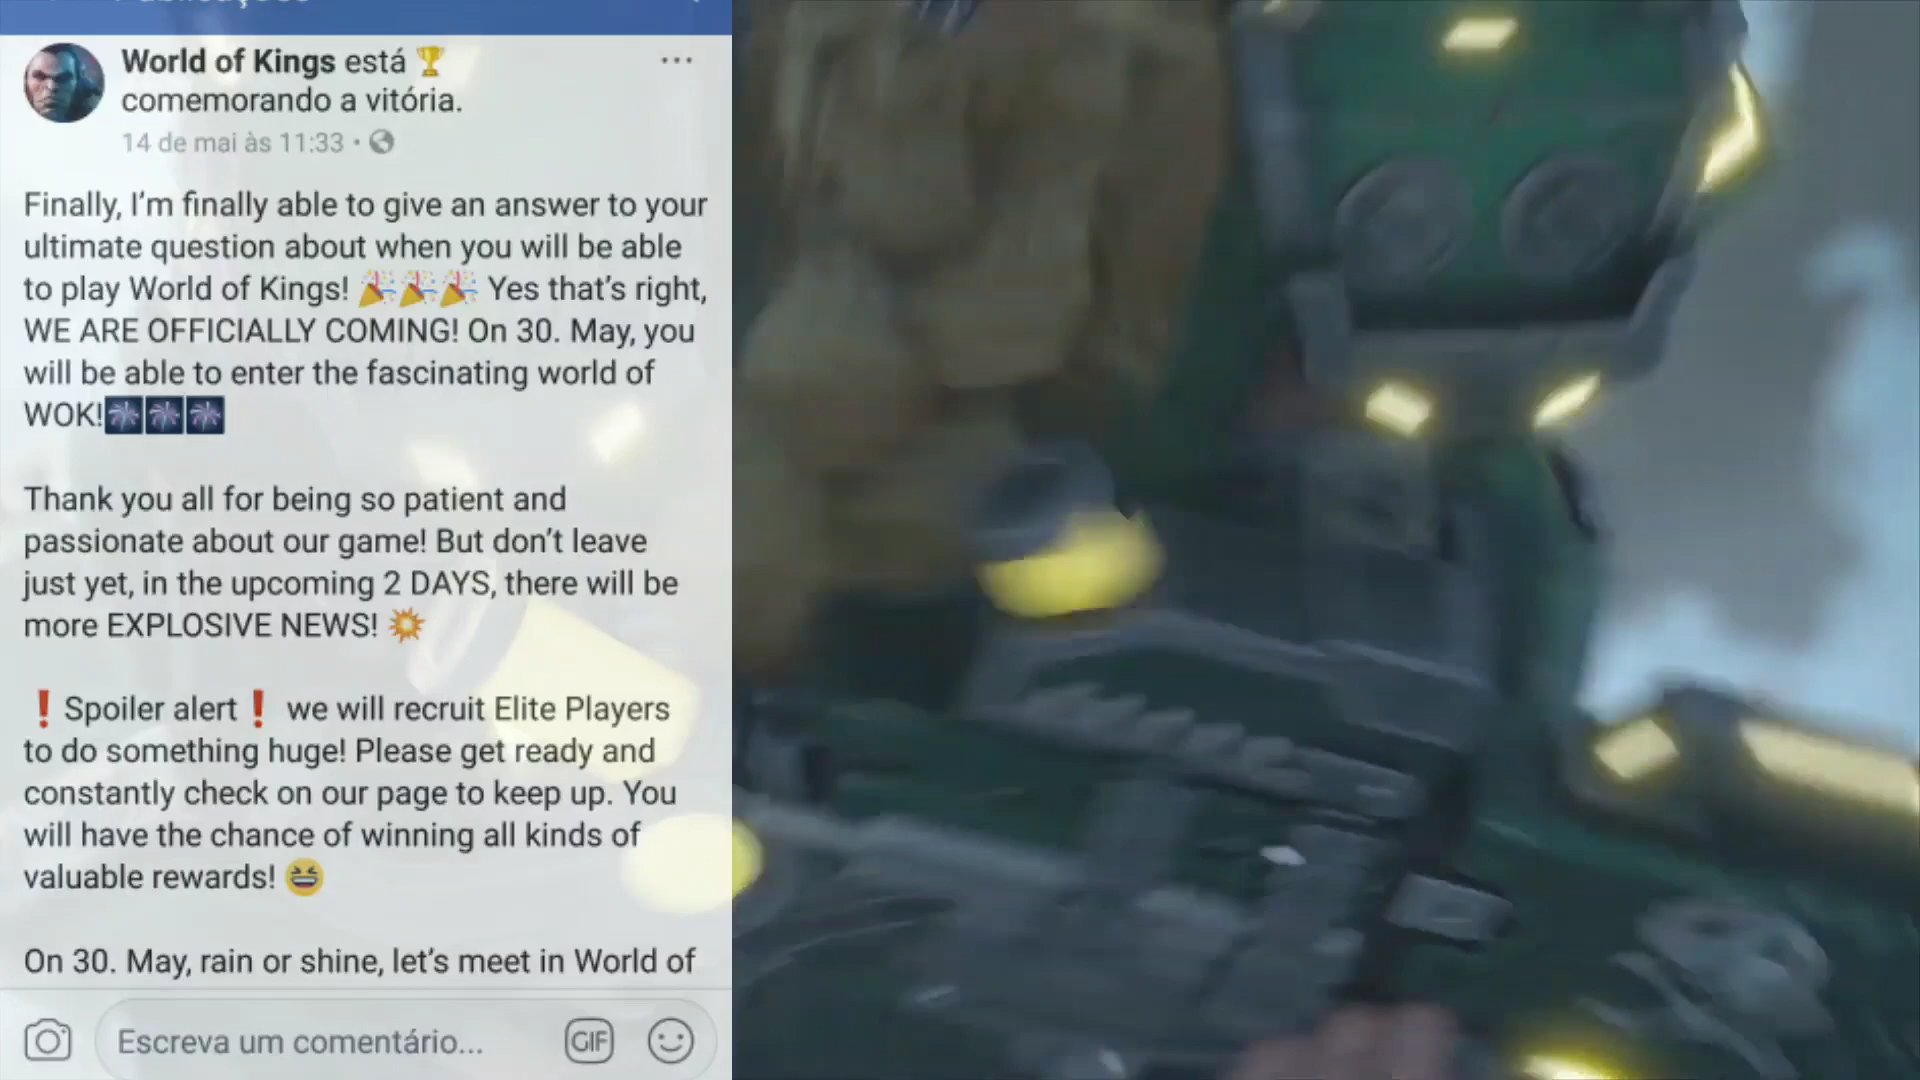 World of Kings está 🏆
comemorando a vitória.
14 de mai às 11:33 •
Finally, I’m finally able to give an answer to your
ultimate question about when you will be able
to play World of Kings! 🎉🎉🎉 Yes that’s right,
WE ARE OFFICIALLY COMING! On 30. May, you
will be able to enter the fascinating world of
WOK!🎆🎆🎆
Thank you all for being so patient and
passionate about our game! But don’t leave
just yet, in the upcoming 2 DAYS, there will be
more EXPLOSIVE NEWS! 💥
❗Spoiler alert❗ we will recruit Elite Players
to do something huge! Please get ready and
constantly check on our page to keep up. You
will have the chance of winning all kinds of
valuable rewards! 😆
On 30. May, rain or shine, let’s meet in World of
Escreva um comentário... GIF